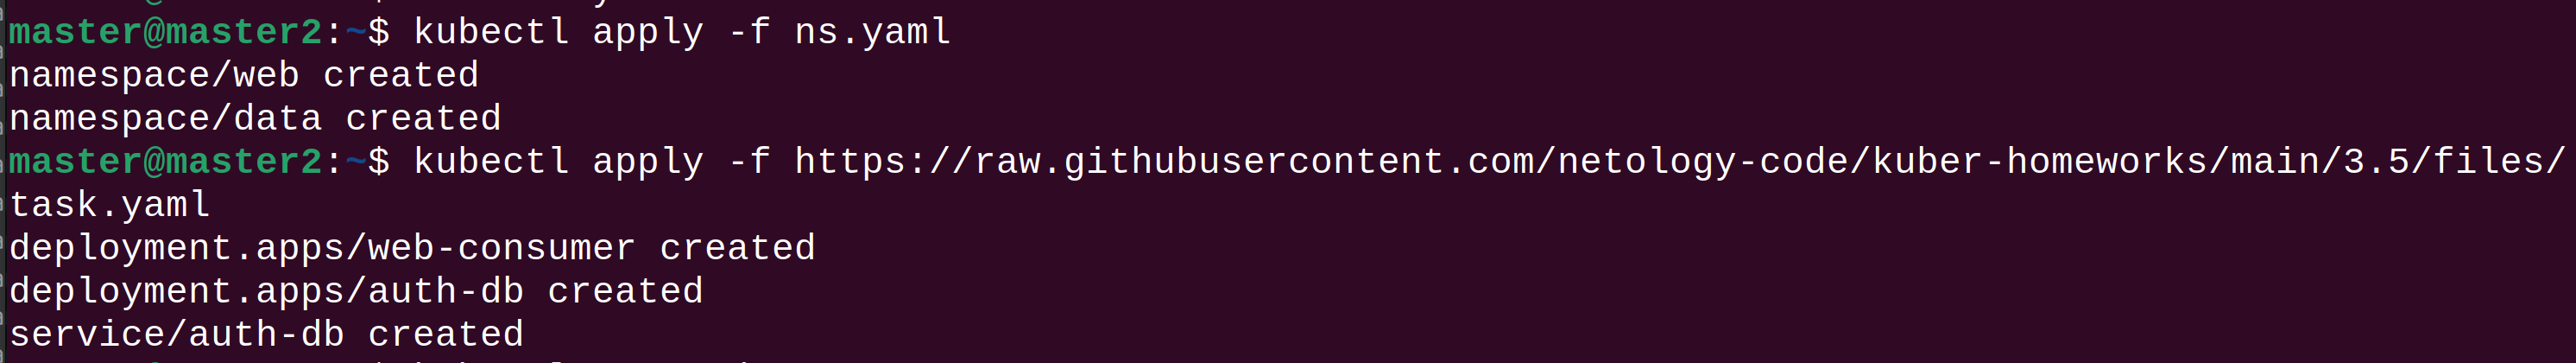 master@master2:~$ kubectl apply -f ns.yaml
namespace/web created
namespace/data created
master@master2:~$ kubectl apply -f https://raw.githubusercontent.com/netology-code/kuber-homeworks/main/3.5/files/
task.yaml
deployment.apps/web-consumer created
deployment.apps/auth-db created
service/auth-db created